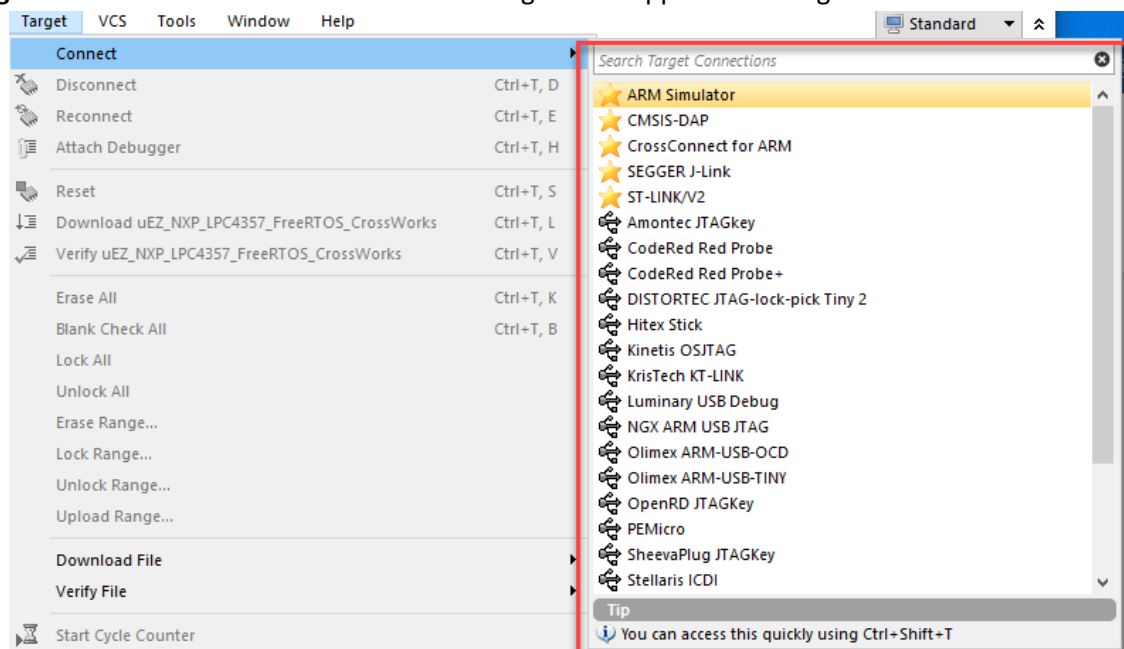 Target VCS Tools Window Help
Standard
Connect
Disconnect Ctrl+T, D
Reconnect Ctrl+T, E
Attach Debugger Ctrl+T, H
Reset Ctrl+T, S
Download uEZ_NXP_LPC4357_FreeRTOS_CrossWorks Ctrl+T, L
Verify uEZ_NXP_LPC4357_FreeRTOS_CrossWorks Ctrl+T, V
Erase All Ctrl+T, K
Blank Check All Ctrl+T, B
Lock All
Unlock All
Erase Range...
Lock Range...
Unlock Range...
Upload Range...
Download File
Verify File
Start Cycle Counter
Search Target Connections
ARM Simulator
CMSIS-DAP
CrossConnect for ARM
SEGGER J-Link
ST-LINK/V2
Amontec JTAGkey
CodeRed Red Probe
CodeRed Red Probe+
DISTORTEC JTAG-lock-pick Tiny 2
Hitex Stick
Kinetis OSJTAG
KrisTech KT-LINK
Luminary USB Debug
NGX ARM USB JTAG
Olimex ARM-USB-OCD
Olimex ARM-USB-TINY
OpenRD JTAGKey
PEMicro
SheevaPlug JTAGKey
Stellaris ICDI
Tip
You can access this quickly using Ctrl+Shift+T